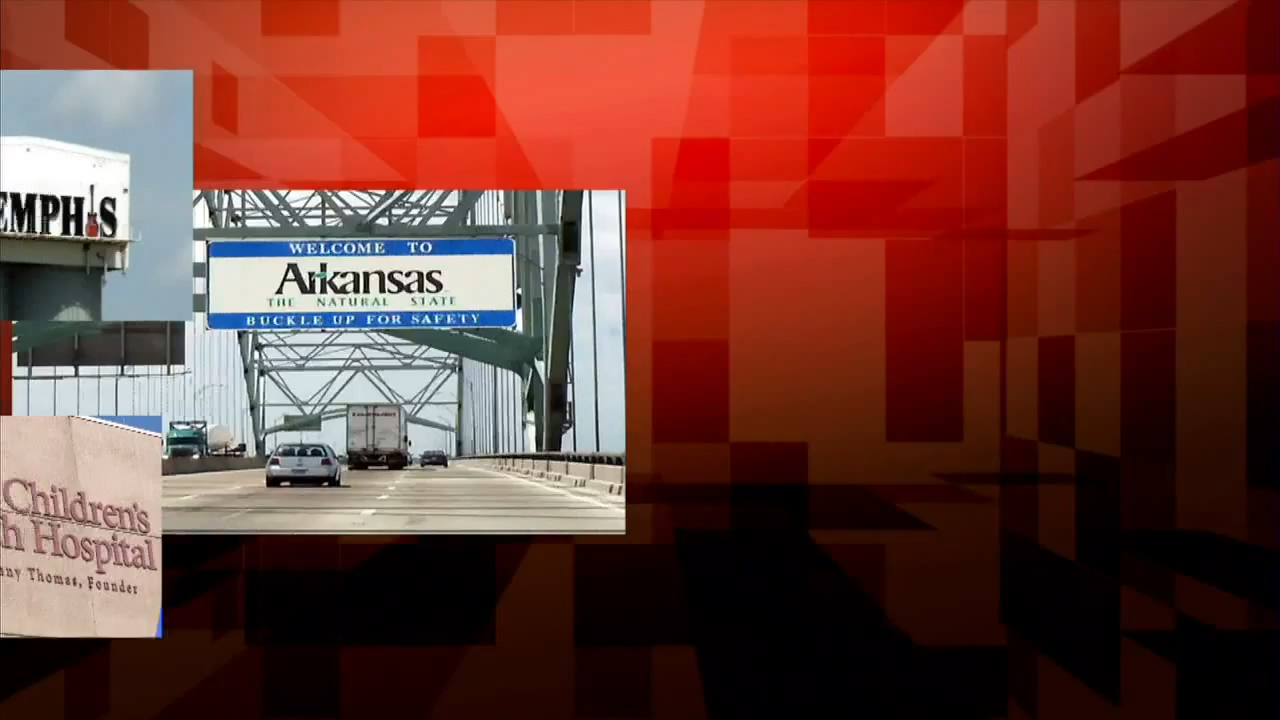 EMPHIS
WELCOME TO
Arkansas
THE NATURAL STATE
BUCKLE UP FOR SAFETY
Children's
h Hospital
ny Thomas, Founder